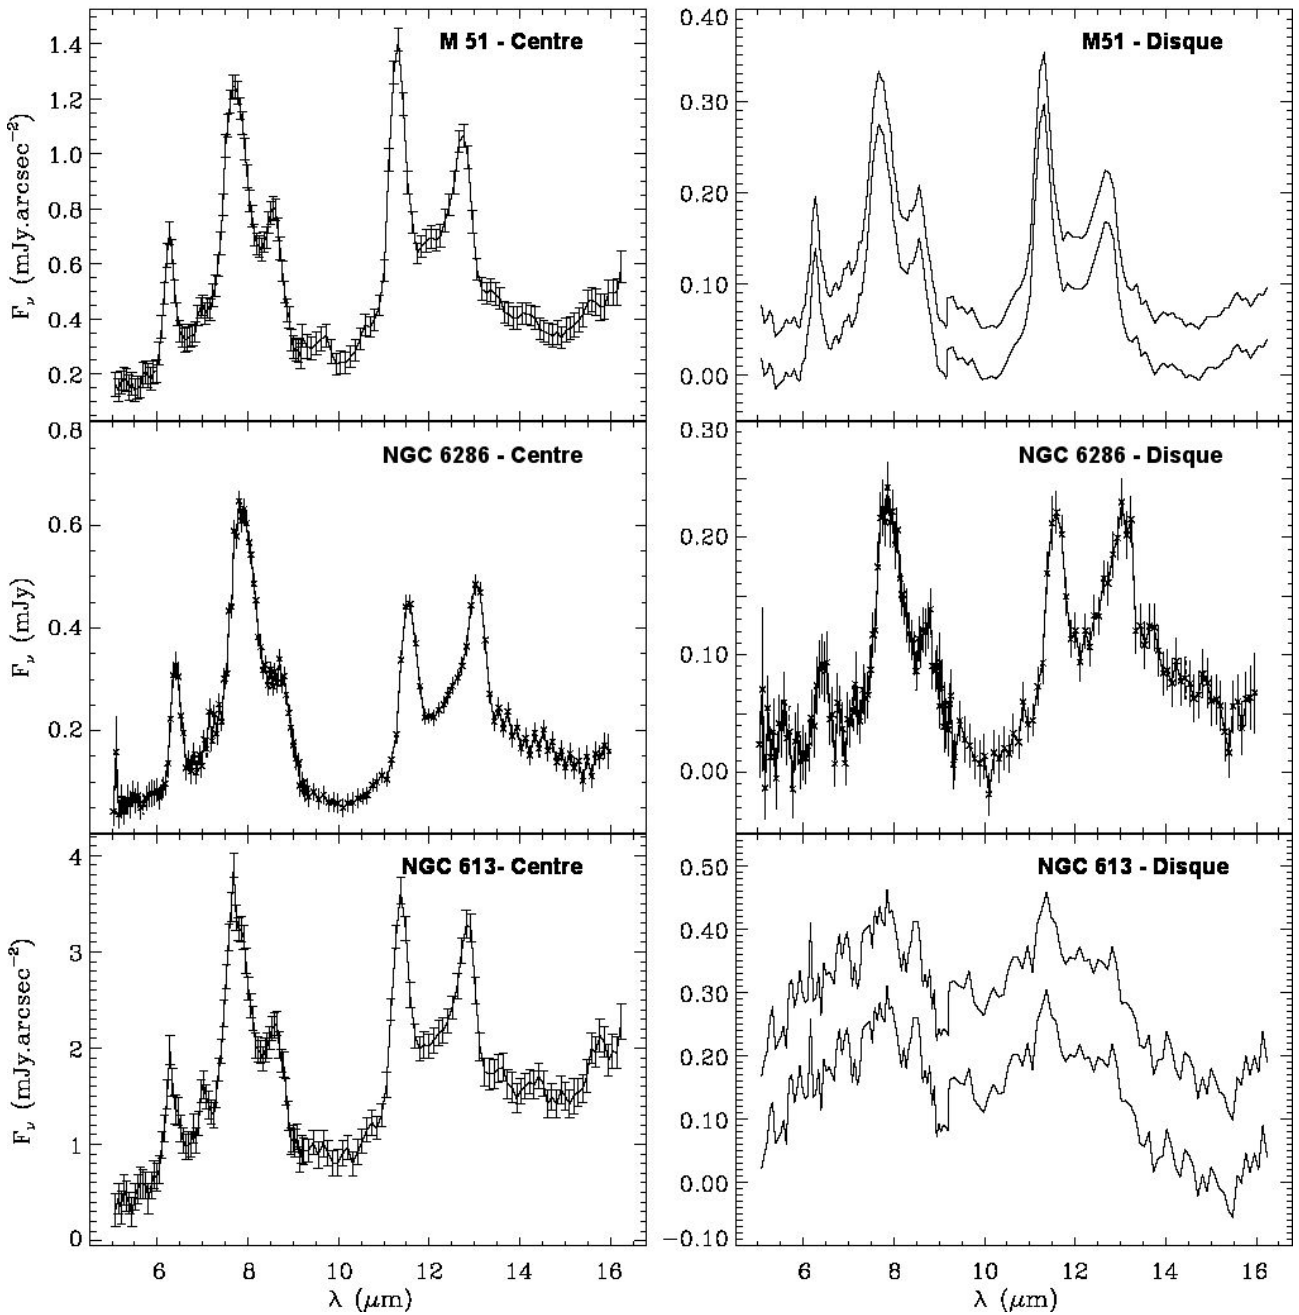 M 51 - Centre
1.4
1.2
1.0
0.8
0.6
0.4
0.2
F_ν (mJy.arcsec⁻²)
M51 - Disque
0.40
0.30
0.20
0.10
0.00
NGC 6286 - Centre
0.8
0.6
0.4
0.2
F_ν (mJy)
NGC 6286 - Disque
0.30
0.20
0.10
0.00
NGC 613- Centre
4
3
2
1
0
F_ν (mJy.arcsec⁻²)
6 8 10 12 14 16
λ (μm)
NGC 613 - Disque
0.50
0.40
0.30
0.20
0.10
0.00
−0.10
6 8 10 12 14 16
λ (μm)